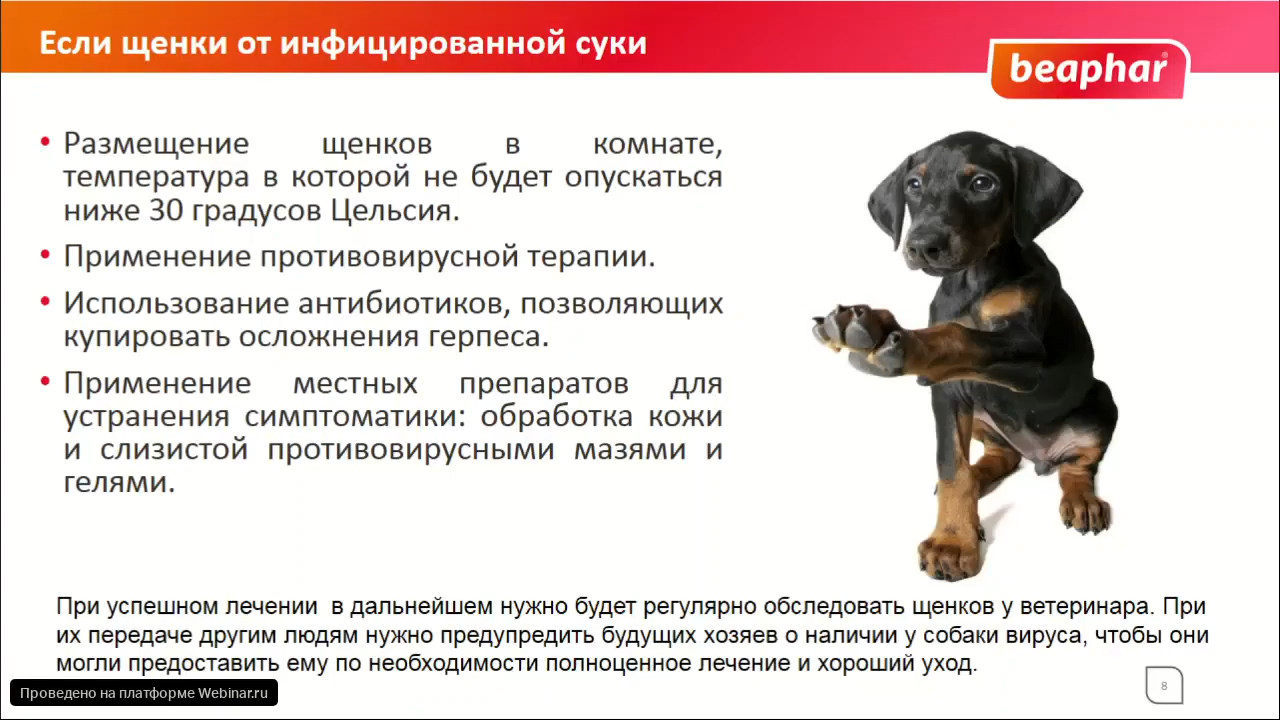 Если щенки от инфицированной суки
beaphar®
• Размещение щенков в комнате,
температура в которой не будет опускаться
ниже 30 градусов Цельсия.
• Применение противовирусной терапии.
• Использование антибиотиков, позволяющих
купировать осложнения герпеса.
• Применение местных препаратов для
устранения симптоматики: обработка кожи
и слизистой противовирусными мазями и
гелями.
При успешном лечении в дальнейшем нужно будет регулярно обследовать щенков у ветеринара. При
их передаче другим людям нужно предупредить будущих хозяев о наличии у собаки вируса, чтобы они
могли предоставить ему по необходимости полноценное лечение и хороший уход.
Проведено на платформе Webinar.ru
8